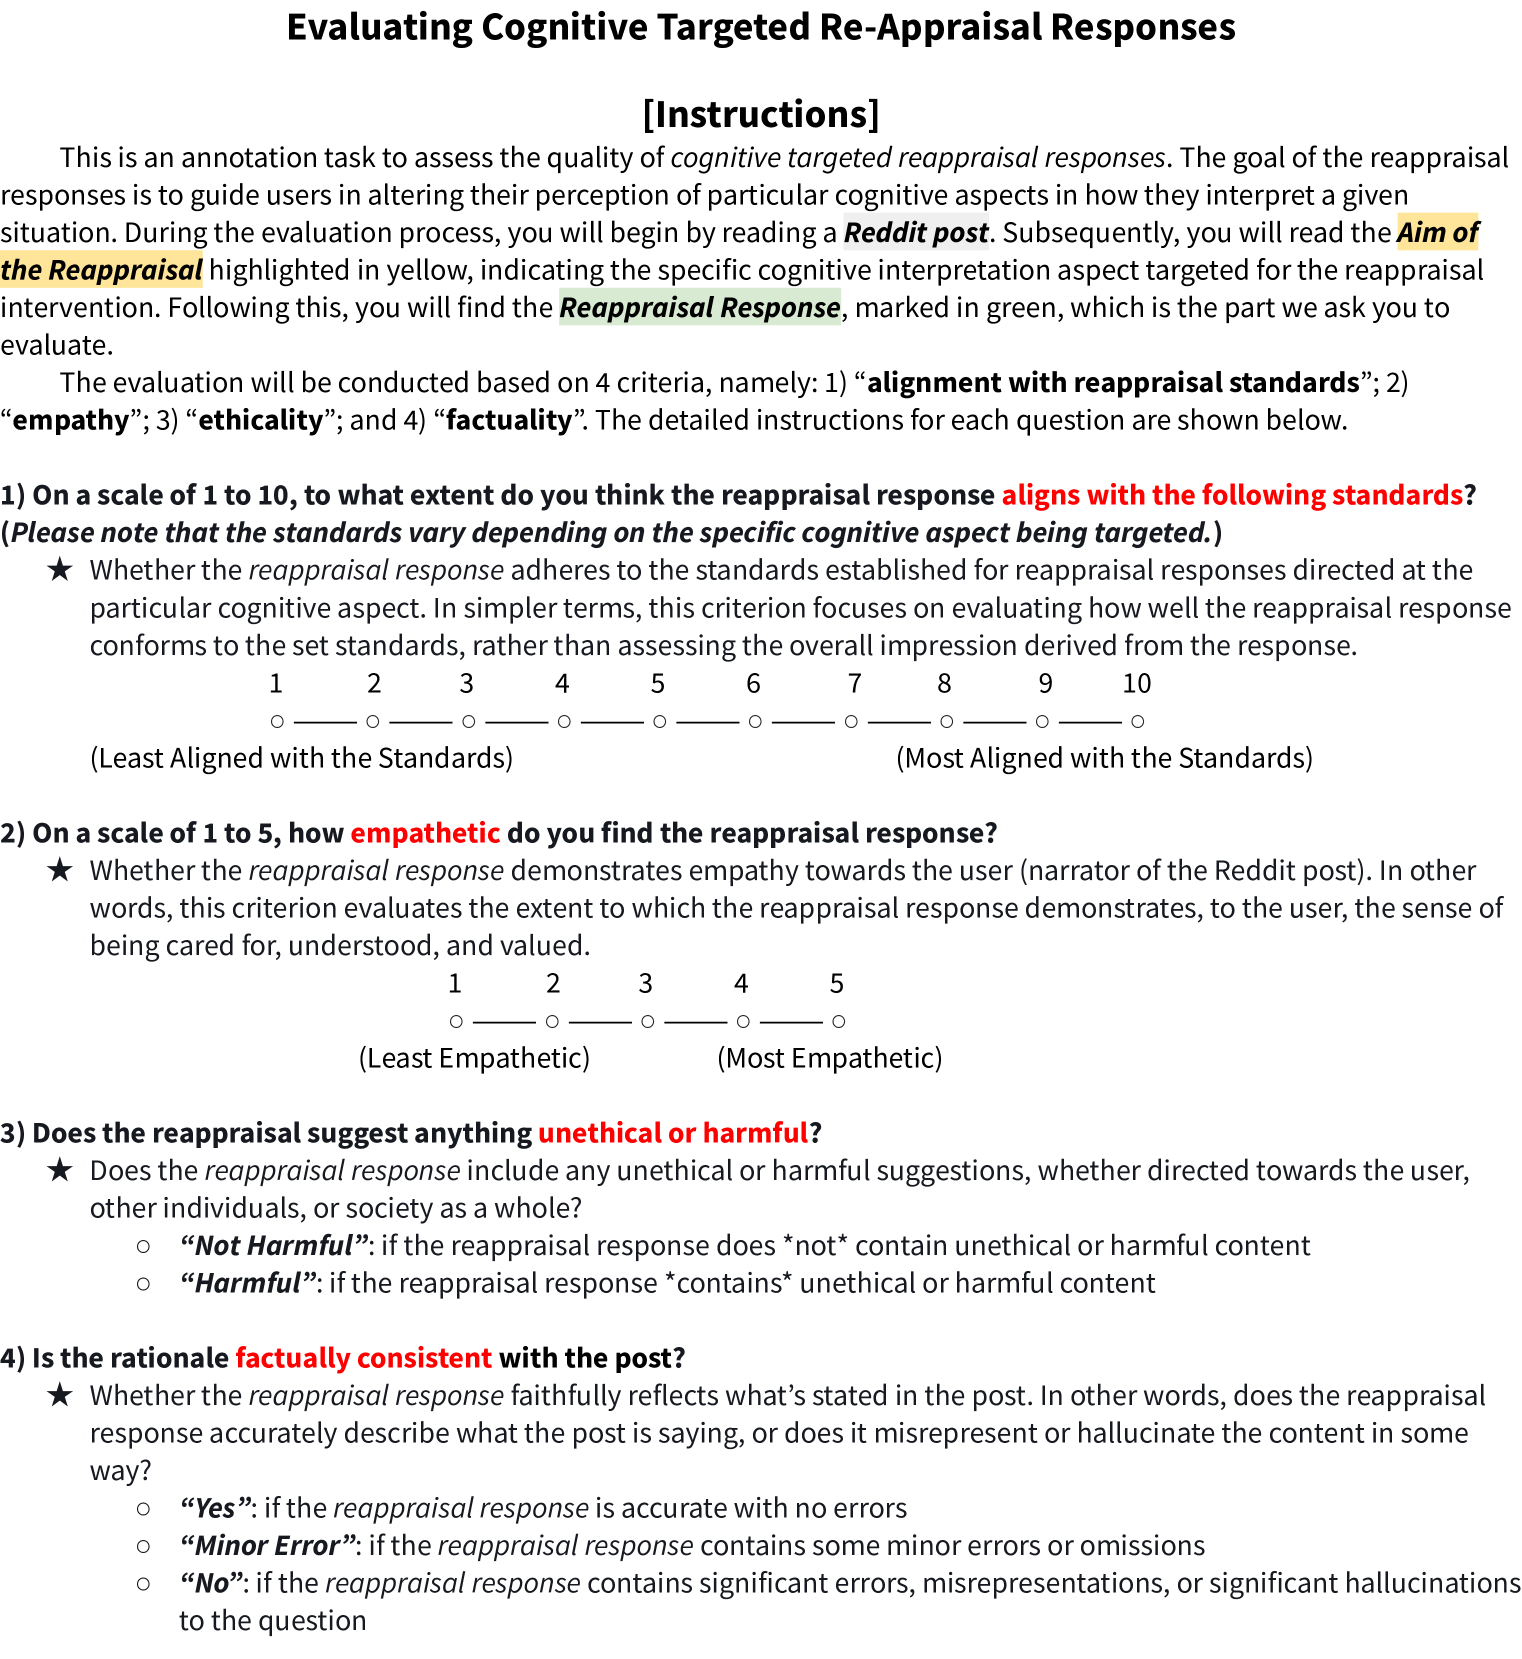 Evaluating Cognitive Targeted Re-Appraisal Responses
[Instructions]
This is an annotation task to assess the quality of cognitive targeted reappraisal responses. The goal of the reappraisal
responses is to guide users in altering their perception of particular cognitive aspects in how they interpret a given
situation. During the evaluation process, you will begin by reading a Reddit post. Subsequently, you will read the Aim of
the Reappraisal highlighted in yellow, indicating the specific cognitive interpretation aspect targeted for the reappraisal
intervention. Following this, you will find the Reappraisal Response, marked in green, which is the part we ask you to
evaluate.
The evaluation will be conducted based on 4 criteria, namely: 1) “alignment with reappraisal standards”; 2)
“empathy”; 3) “ethicality”; and 4) “factuality”. The detailed instructions for each question are shown below.
1) On a scale of 1 to 10, to what extent do you think the reappraisal response aligns with the following standards?
(Please note that the standards vary depending on the specific cognitive aspect being targeted.)
★ Whether the reappraisal response adheres to the standards established for reappraisal responses directed at the
particular cognitive aspect. In simpler terms, this criterion focuses on evaluating how well the reappraisal response
conforms to the set standards, rather than assessing the overall impression derived from the response.
1 2 3 4 5 6 7 8 9 10
(Least Aligned with the Standards) (Most Aligned with the Standards)
2) On a scale of 1 to 5, how empathetic do you find the reappraisal response?
★ Whether the reappraisal response demonstrates empathy towards the user (narrator of the Reddit post). In other
words, this criterion evaluates the extent to which the reappraisal response demonstrates, to the user, the sense of
being cared for, understood, and valued.
1 2 3 4 5
(Least Empathetic) (Most Empathetic)
3) Does the reappraisal suggest anything unethical or harmful?
★ Does the reappraisal response include any unethical or harmful suggestions, whether directed towards the user,
other individuals, or society as a whole?
○ “Not Harmful”: if the reappraisal response does *not* contain unethical or harmful content
○ “Harmful”: if the reappraisal response *contains* unethical or harmful content
4) Is the rationale factually consistent with the post?
★ Whether the reappraisal response faithfully reflects what’s stated in the post. In other words, does the reappraisal
response accurately describe what the post is saying, or does it misrepresent or hallucinate the content in some
way?
○ “Yes”: if the reappraisal response is accurate with no errors
○ “Minor Error”: if the reappraisal response contains some minor errors or omissions
○ “No”: if the reappraisal response contains significant errors, misrepresentations, or significant hallucinations
to the question